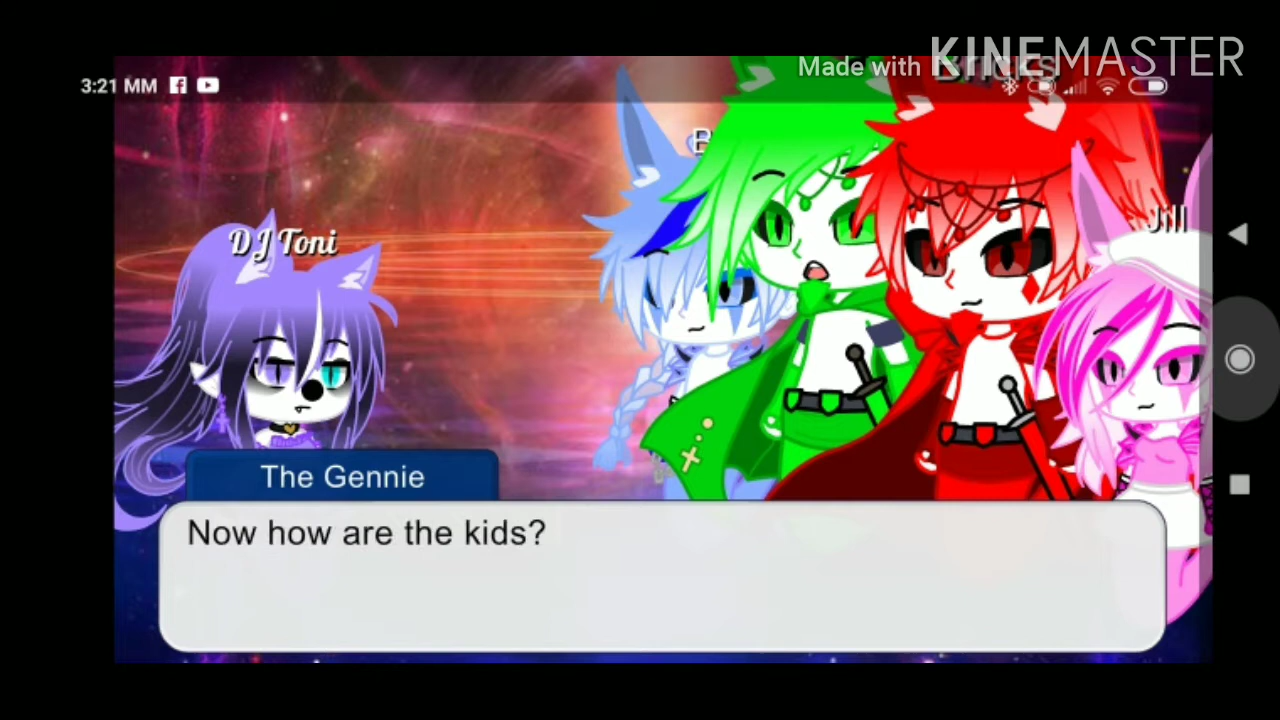 Made with KINEMASTER
3:21 MM
DJ Toni
Jill
The Gennie
Now how are the kids?